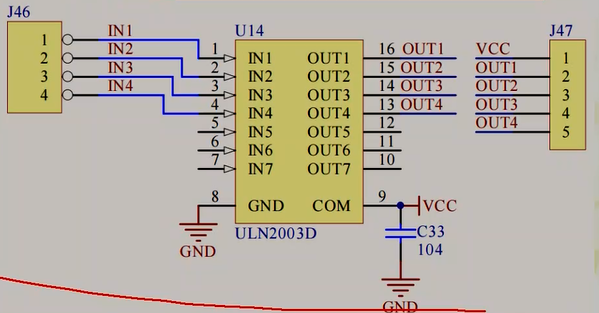 J46
1 IN1
2 IN2
3 IN3
4 IN4
U14
1 IN1 OUT1 16 OUT1
2 IN2 OUT2 15 OUT2
3 IN3 OUT3 14 OUT3
4 IN4 OUT4 13 OUT4
5 IN5 OUT5 12
6 IN6 OUT6 11
7 IN7 OUT7 10
8 GND COM 9 VCC
GND
ULN2003D
C33
104
GND
J47
VCC 1
OUT1 2
OUT2 3
OUT3 4
OUT4 5